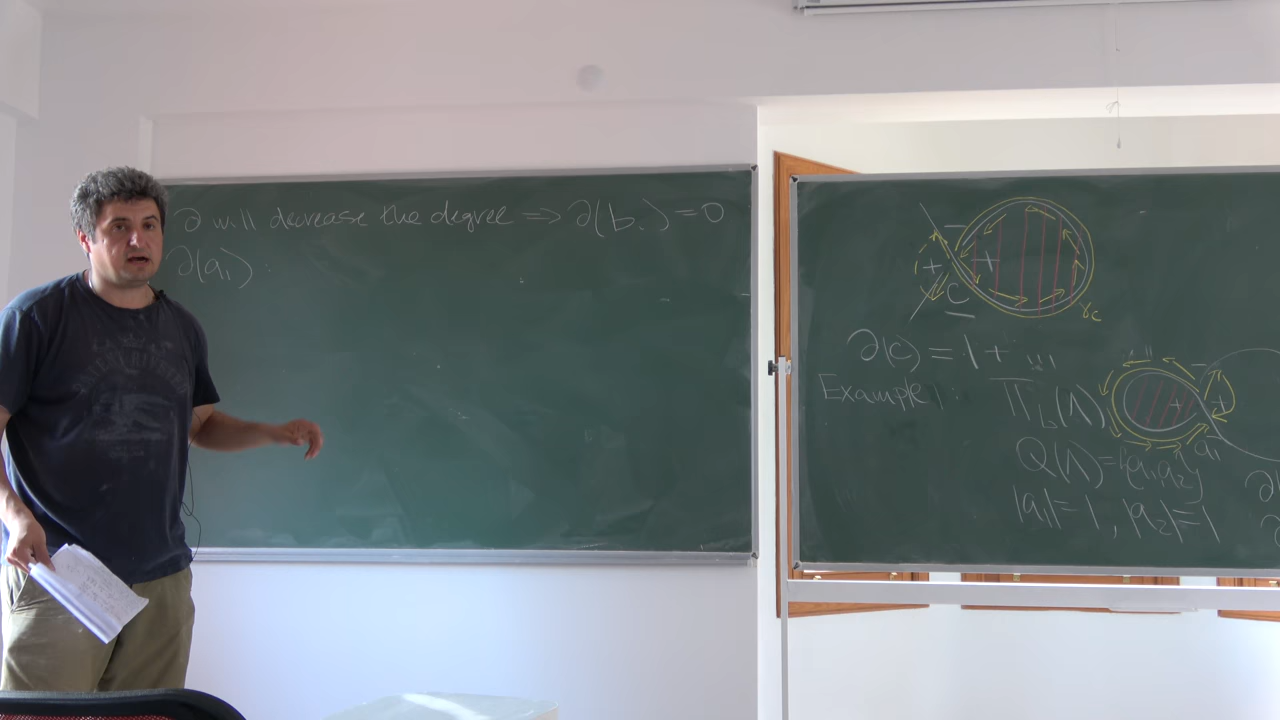 ∂ will decrease the degree ⟹ ∂(b.) = 0
∂(a₁)
− + + c −
γc
∂(c) = 1 + ...
Example 1:
Π_b(Λ)
+ + − a₁
Q(Λ) = {a₁, a₂}
|a₁| = 1, |a₂| = 1
∂(